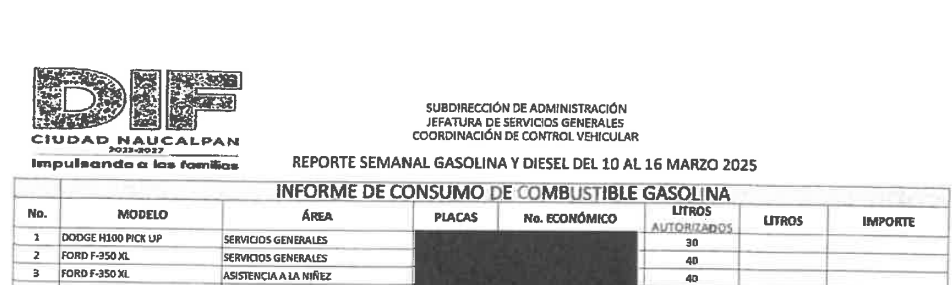 DIF
CIUDAD NAUCALPAN
Impulsando a las familias
SUBDIRECCIÓN DE ADMINISTRACIÓN
JEFATURA DE SERVICIOS GENERALES
COORDINACIÓN DE CONTROL VEHICULAR
REPORTE SEMANAL GASOLINA Y DIESEL DEL 10 AL 16 MARZO 2025
INFORME DE CONSUMO DE COMBUSTIBLE GASOLINA
No. MODELO ÁREA PLACAS No. ECONÓMICO LITROS AUTORIZADOS LITROS IMPORTE
1 DODGE H100 PICK UP SERVICIOS GENERALES 30
2 FORD F-350 XL SERVICIOS GENERALES 40
3 FORD F-350 XL ASISTENCIA A LA NIÑEZ 40